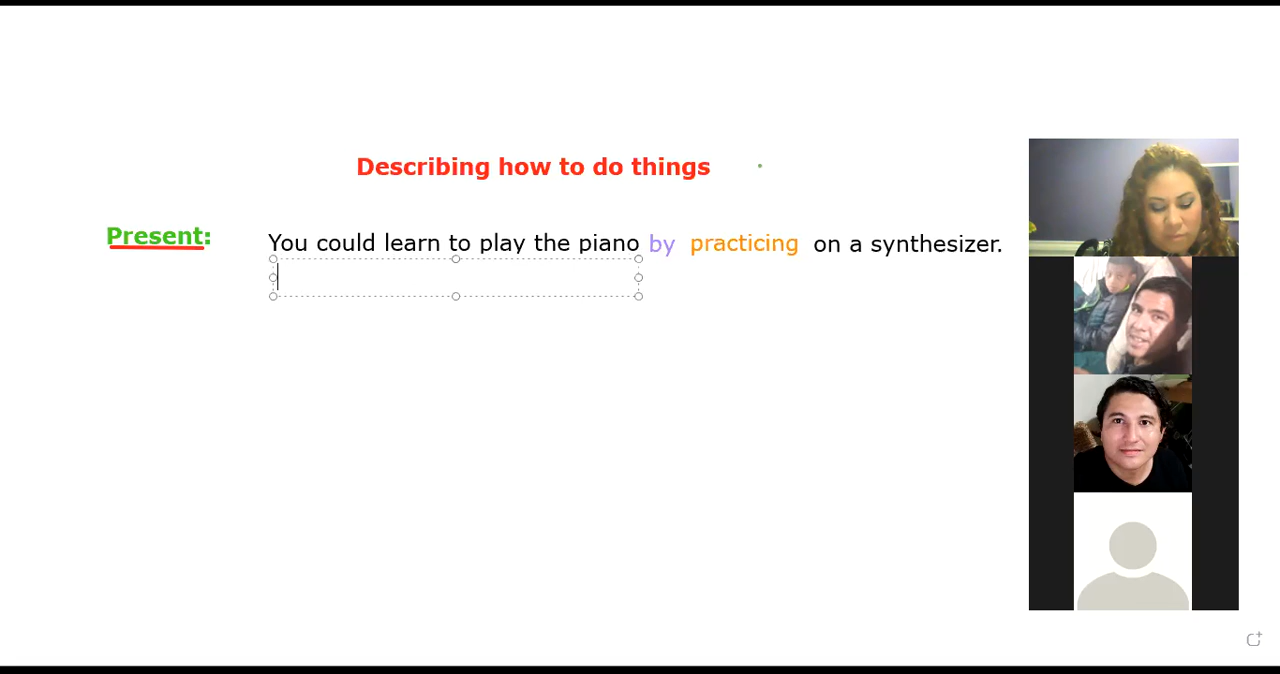 Describing how to do things
Present: You could learn to play the piano by practicing on a synthesizer.